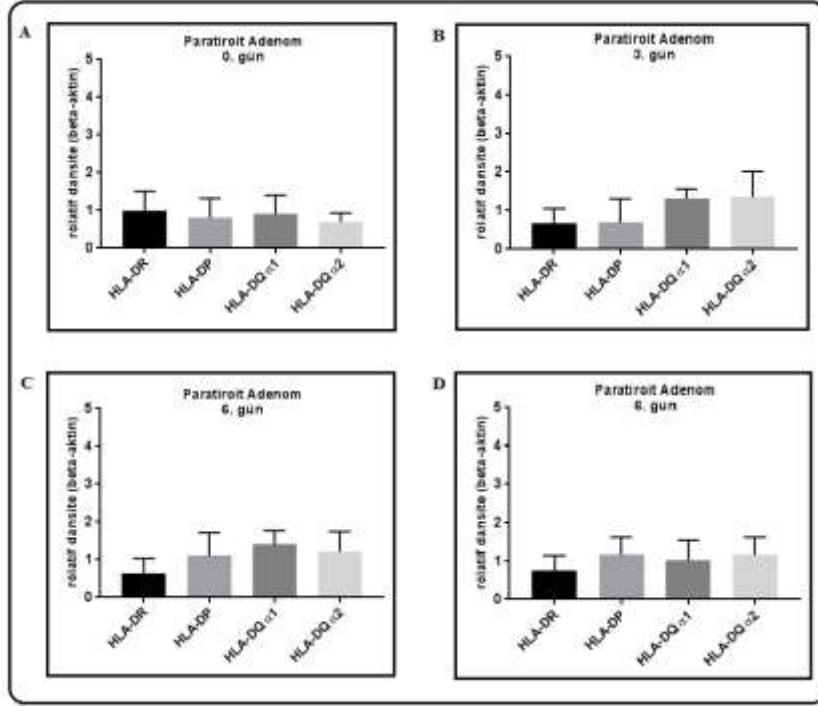 A
Paratiroit Adenom
0. gün
rölatif dansite (beta-aktin)
5
4
3
2
1
0
HLA-DR
HLA-DP
HLA-DQ α1
HLA-DQ α2
B
Paratiroit Adenom
3. gün
rölatif dansite (beta-aktin)
5
4
3
2
1
0
HLA-DR
HLA-DP
HLA-DQ α1
HLA-DQ α2
C
Paratiroit Adenom
6. gün
rölatif dansite (beta-aktin)
5
4
3
2
1
0
HLA-DR
HLA-DP
HLA-DQ α1
HLA-DQ α2
D
Paratiroit Adenom
6. gün
rölatif dansite (beta-aktin)
5
4
3
2
1
0
HLA-DR
HLA-DP
HLA-DQ α1
HLA-DQ α2